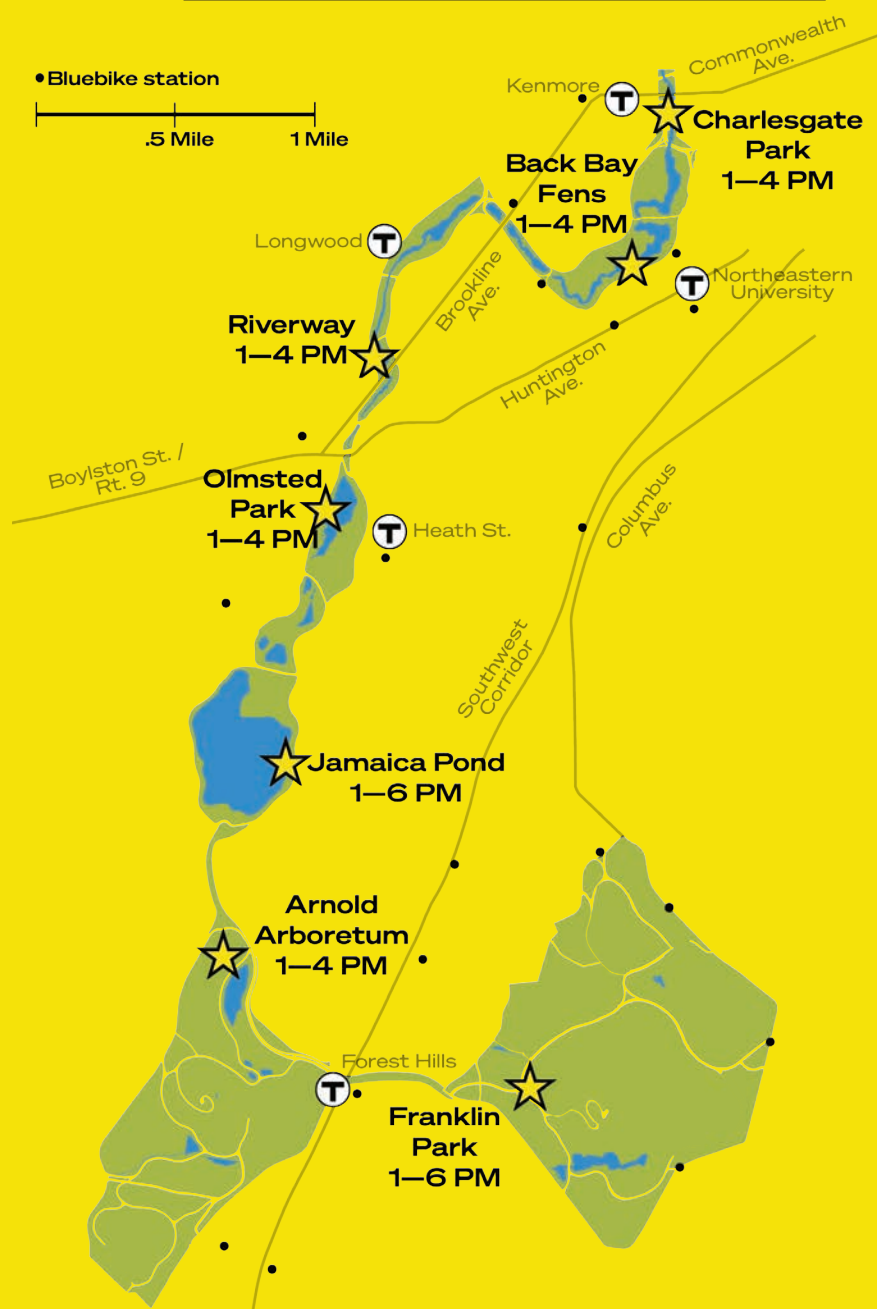 Bluebike station
.5 Mile
1 Mile
Commonwealth
Ave.
Kenmore
T
Charlesgate
Park
1—4 PM
Back Bay
Fens
1—4 PM
Longwood
T
Brookline
Ave.
T
Northeastern
University
Riverway
1—4 PM
Huntington
Ave.
Boylston St. /
Rt. 9
Olmsted
Park
1—4 PM
T
Heath St.
Columbus
Ave.
Southwest
Corridor
Jamaica Pond
1—6 PM
Arnold
Arboretum
1—4 PM
Forest Hills
T
Franklin
Park
1—6 PM